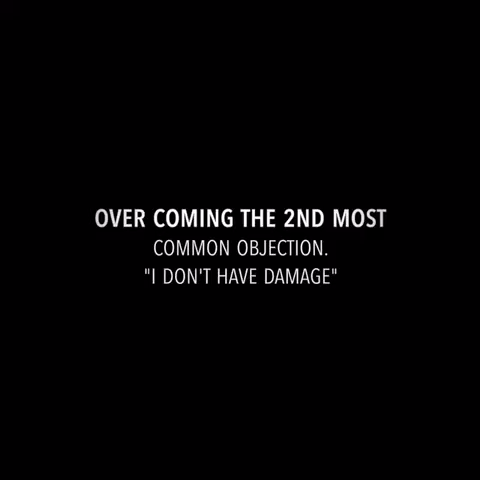 OVER COMING THE 2ND MOST
COMMON OBJECTION.
"I DON'T HAVE DAMAGE"